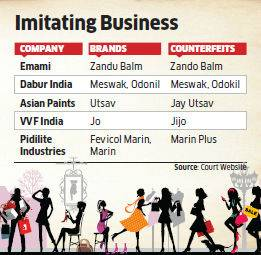 Imitating Business
COMPANY BRANDS COUNTERFEITS
Emami Zandu Balm Zando Balm
Dabur India Meswak, Odonil Meswak, Odokil
Asian Paints Utsav Jay Utsav
VVF India Jo Jijo
Pidilite Industries Fevicol Marin, Marin Marin Plus
Source: Court Website
SALE